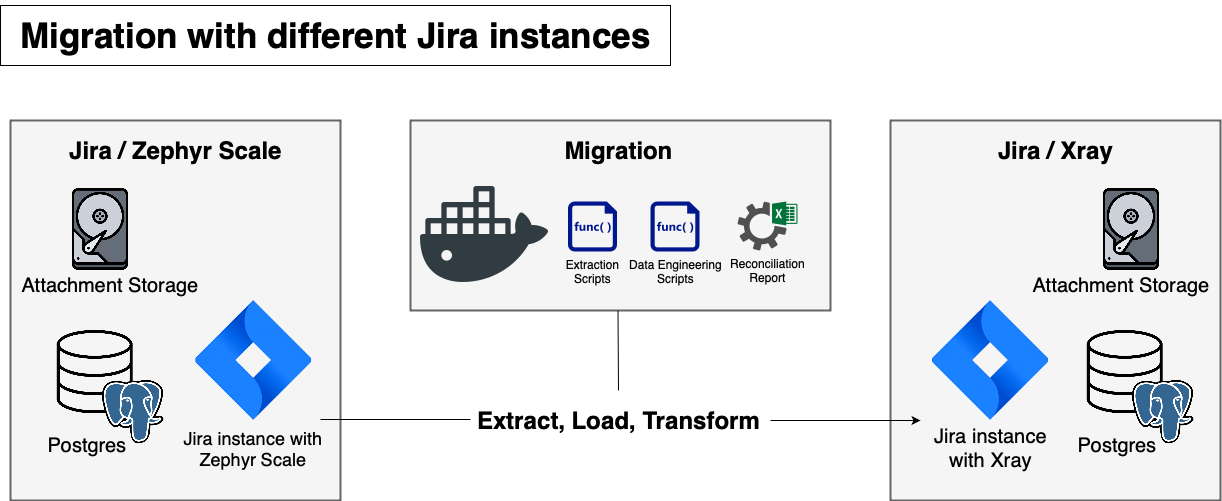 Migration with different Jira instances
Jira / Zephyr Scale
Attachment Storage
Postgres
Jira instance with
Zephyr Scale
Migration
func( )
Extraction
Scripts
func( )
Data Engineering
Scripts
X
Reconciliation
Report
Extract, Load, Transform
Jira / Xray
Attachment Storage
Jira instance
with Xray
Postgres